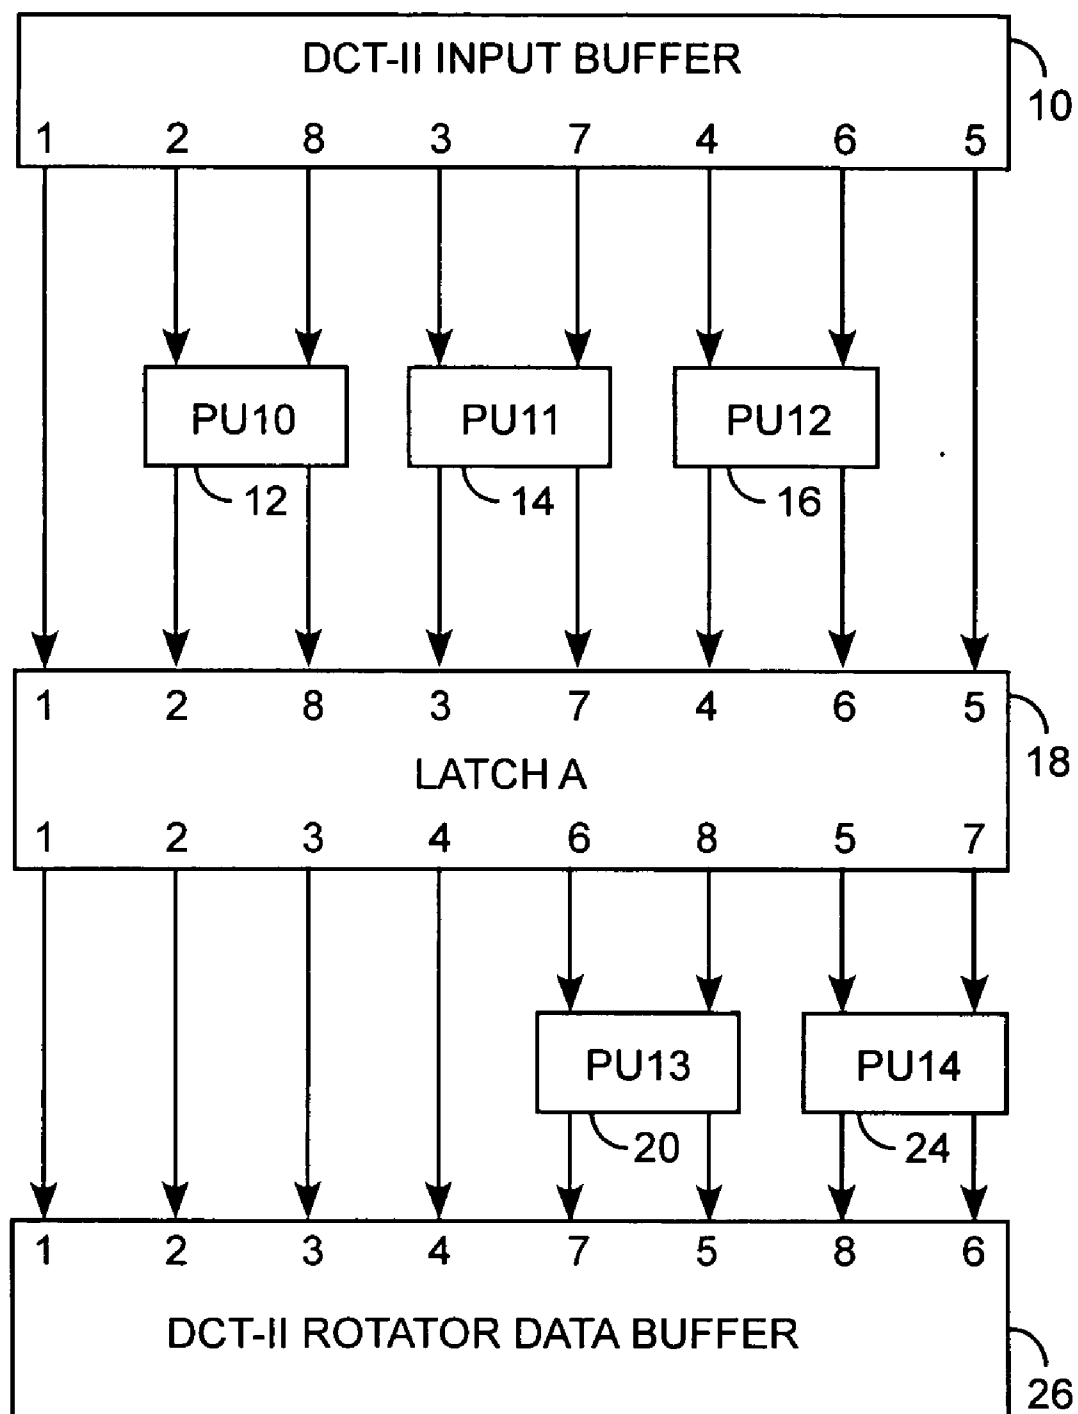 DCT-II INPUT BUFFER
10
1 2 8 3 7 4 6 5
PU10 PU11 PU12
12 14 16
1 2 8 3 7 4 6 5
18
LATCH A
1 2 3 4 6 8 5 7
PU13 PU14
20 24
1 2 3 4 7 5 8 6
DCT-II ROTATOR DATA BUFFER
26